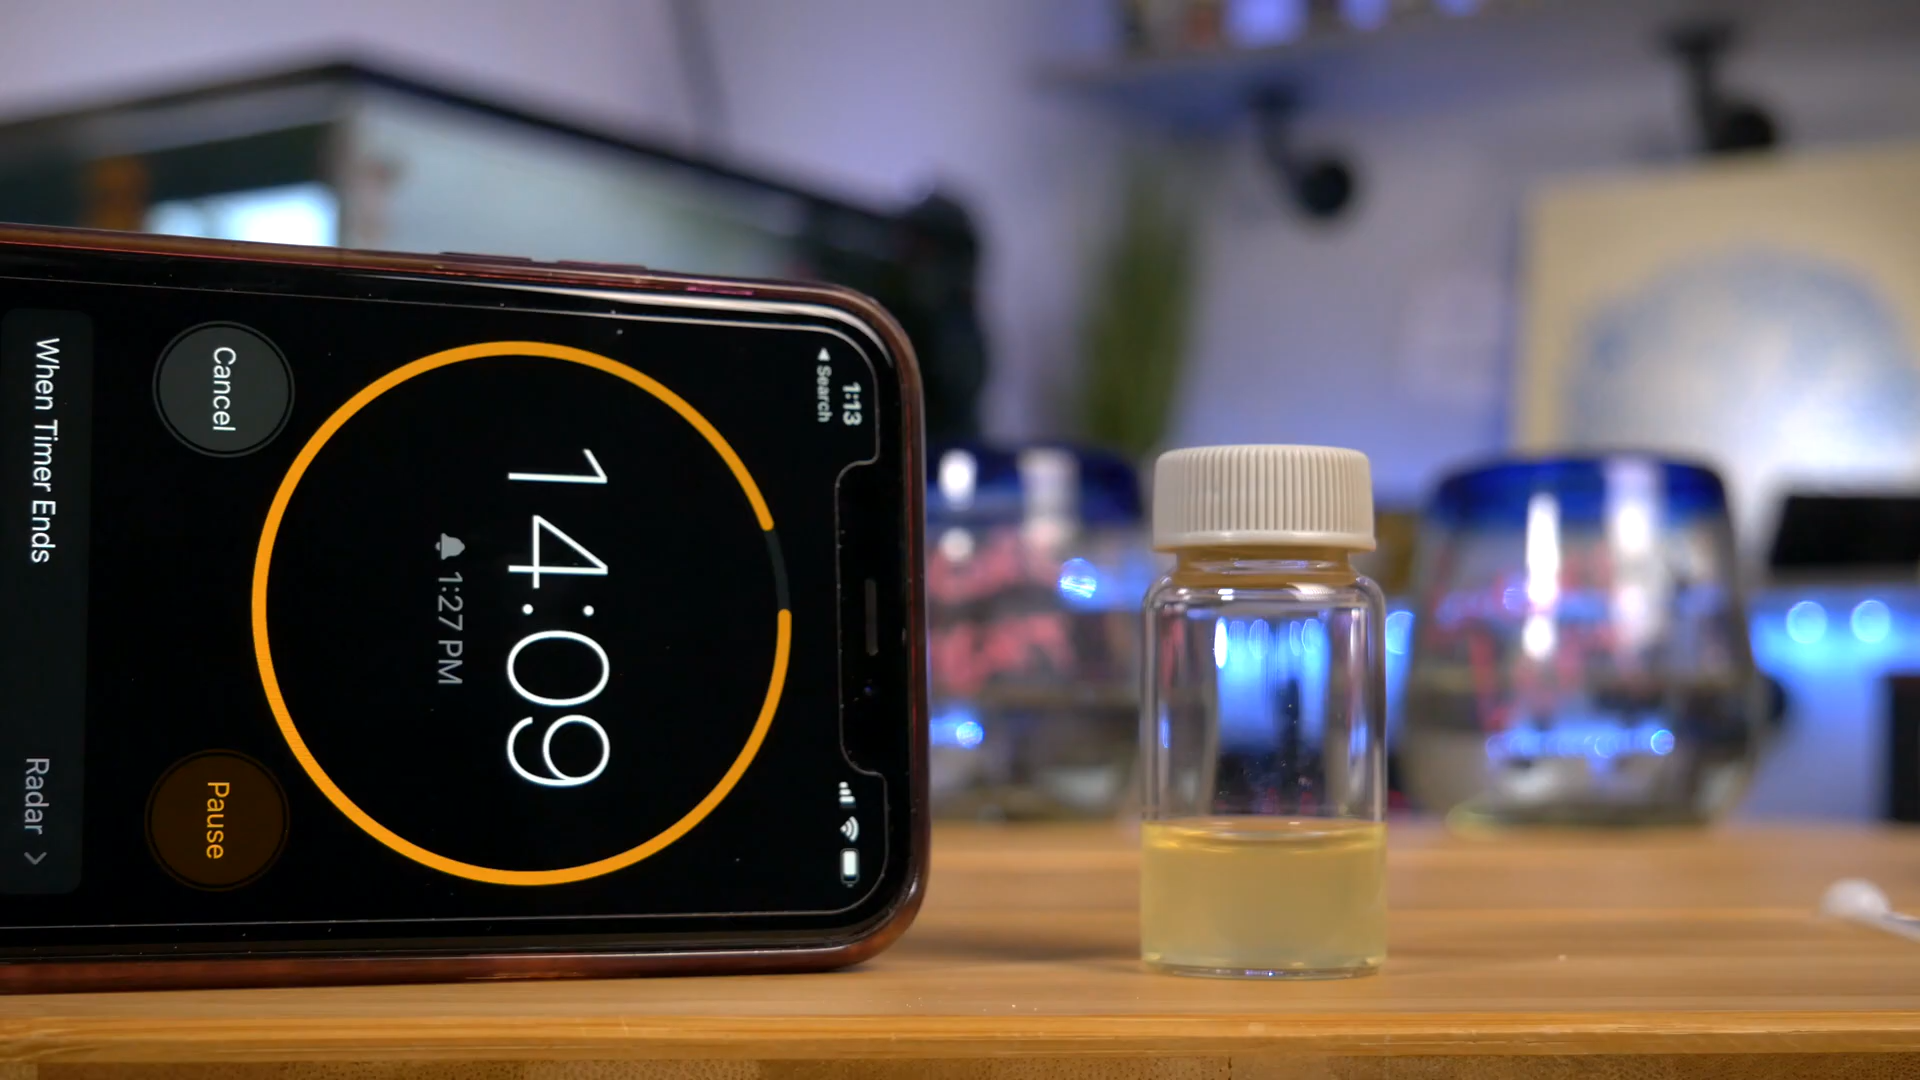 1:13
◀ Search
14:09
1:27 PM
Cancel
Pause
When Timer Ends
Radar >